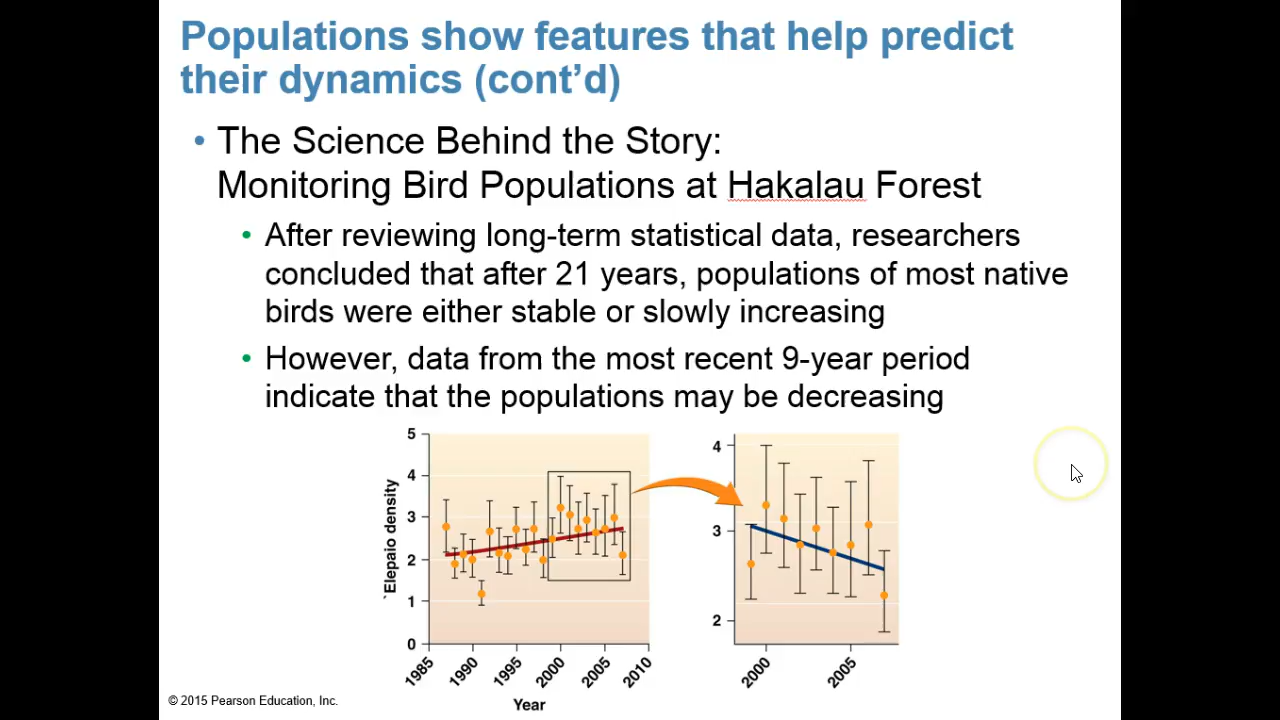 Populations show features that help predict
their dynamics (cont’d)
• The Science Behind the Story:
Monitoring Bird Populations at Hakalau Forest
• After reviewing long-term statistical data, researchers
concluded that after 21 years, populations of most native
birds were either stable or slowly increasing
• However, data from the most recent 9-year period
indicate that the populations may be decreasing
`Elepaio density
5
4
3
2
1
0
1985
1990
1995
2000
2005
2010
Year
4
3
2
2000
2005
© 2015 Pearson Education, Inc.